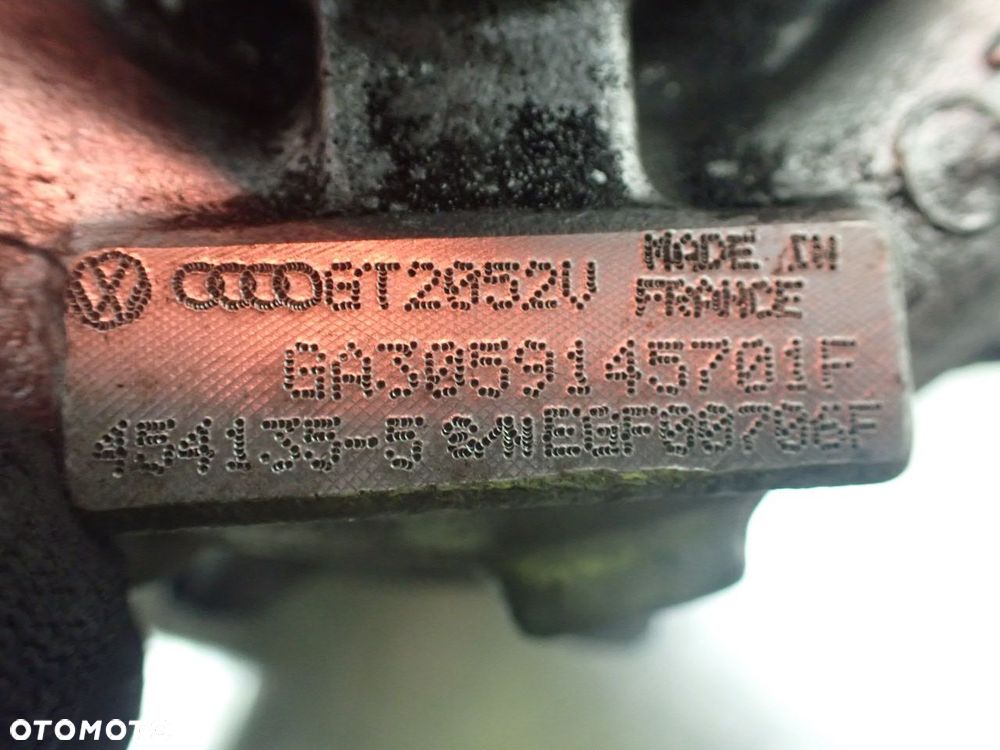 GT2052V
MADE IN
FRANCE
GA3059145701F
454135-5
OTOMOTO